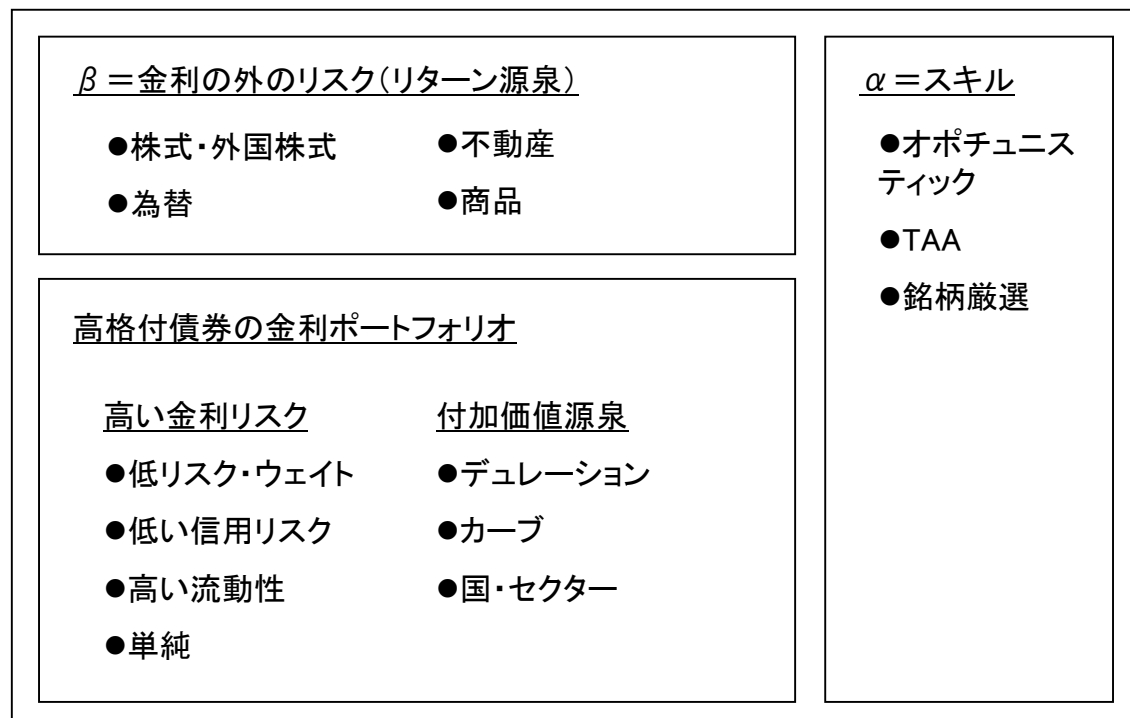 β＝金利の外のリスク(リターン源泉)
●株式・外国株式
●不動産
●為替
●商品
高格付債券の金利ポートフォリオ
高い金利リスク
付加価値源泉
●低リスク・ウェイト
●デュレーション
●低い信用リスク
●カーブ
●高い流動性
●国・セクター
●単純
α＝スキル
●オポチュニス
ティック
●TAA
●銘柄厳選